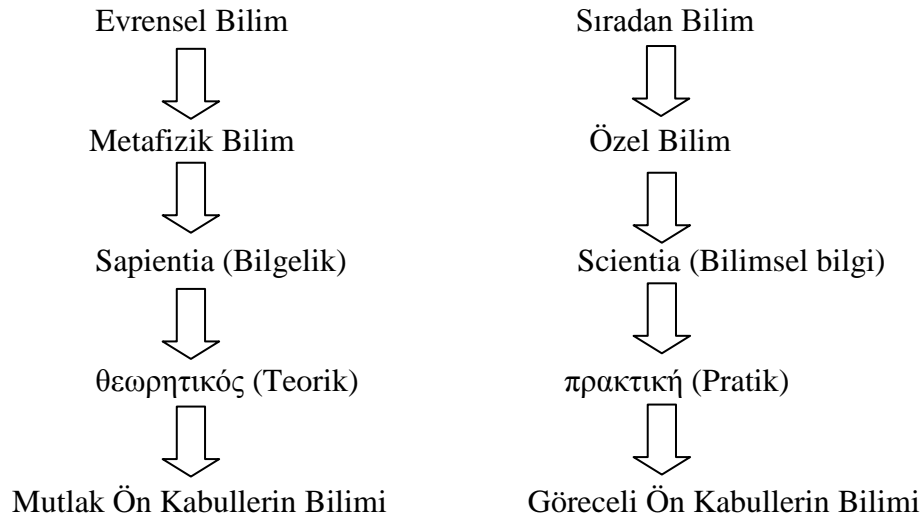 Evrensel Bilim
Sıradan Bilim
Metafizik Bilim
Özel Bilim
Sapientia (Bilgelik)
Scientia (Bilimsel bilgi)
θεωρητικός (Teorik)
πρακτική (Pratik)
Mutlak Ön Kabullerin Bilimi
Göreceli Ön Kabullerin Bilimi